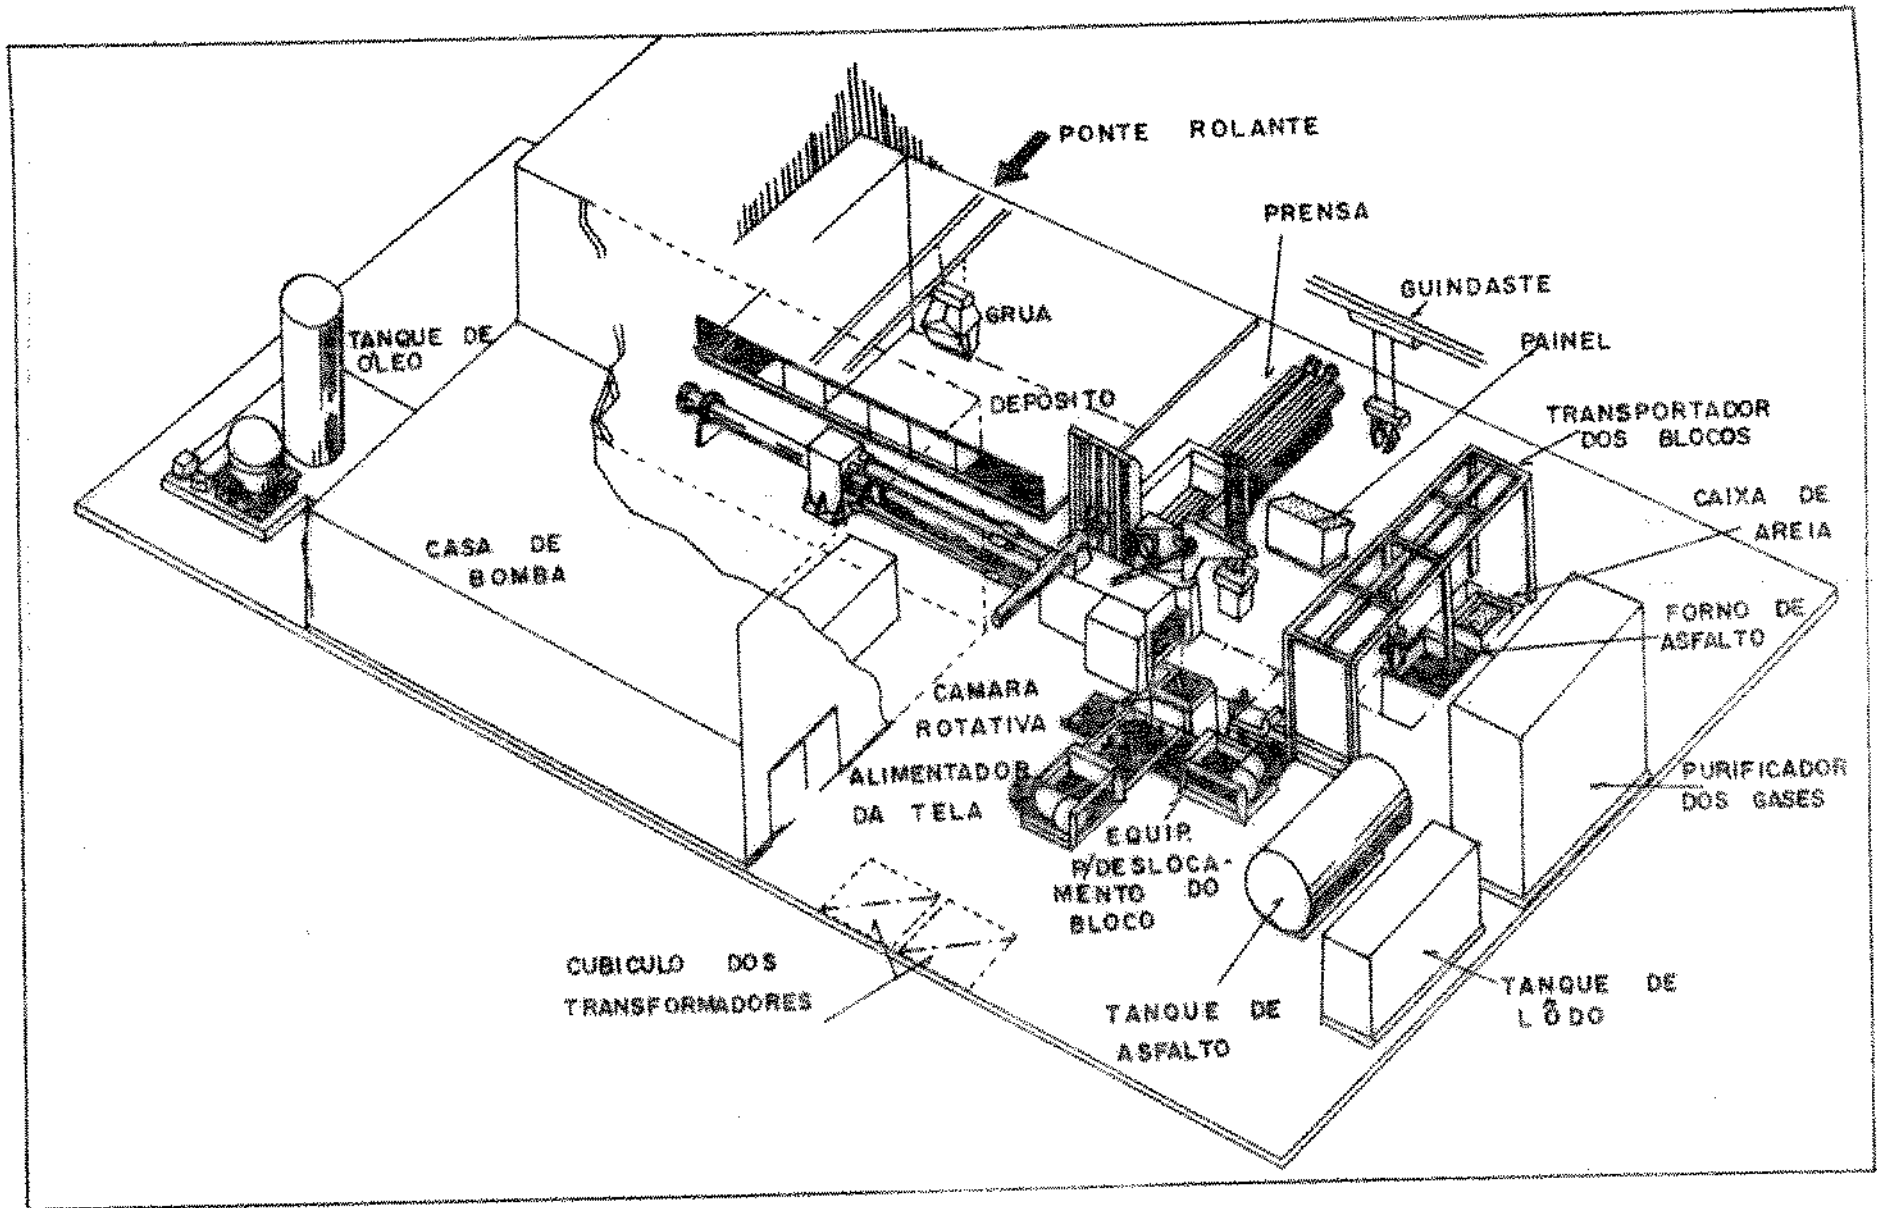 PONTE ROLANTE
PRENSA
GUINDASTE
PAINEL
GRUA
TANQUE DE
ÓLEO
DEPÓSITO
TRANSPORTADOR
DOS BLOCOS
CAIXA DE
AREIA
CASA DE
BOMBA
FORNO DE
ASFALTO
CAMARA
ROTATIVA
ALIMENTADOR
DA TELA
PURIFICADOR
DOS GASES
EQUIP.
P/DESLOCA-
MENTO DO
BLOCO
CUBICULO DOS
TRANSFORMADORES
TANQUE DE
ASFALTO
TANQUE DE
LÔDO